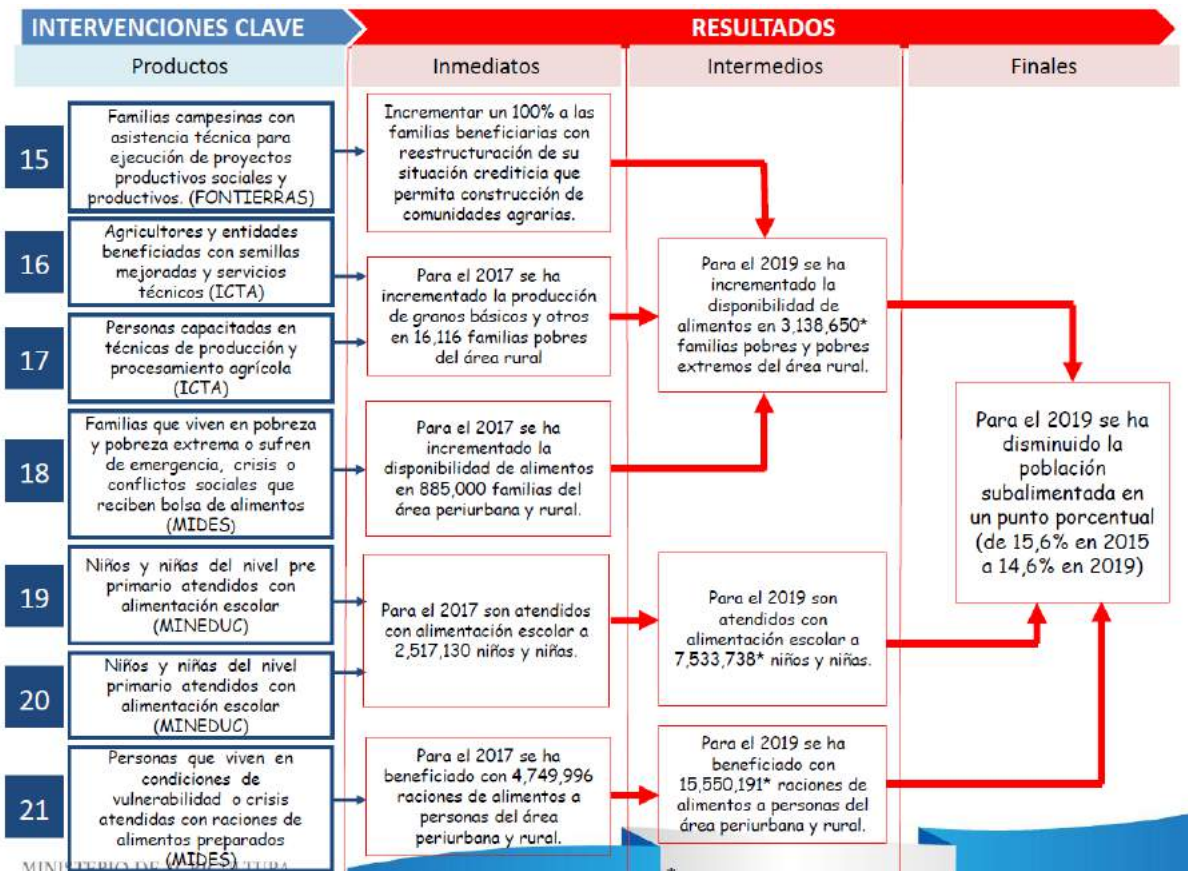 INTERVENCIONES CLAVE
RESULTADOS
Productos
Inmediatos
Intermedios
Finales
15
Familias campesinas con
asistencia técnica para
ejecución de proyectos
productivos sociales y
productivos. (FONTIERRAS)
Incrementar un 100% a las
familias beneficiarias con
reestructuración de su
situación crediticia que
permita construcción de
comunidades agrarias.
16
Agricultores y entidades
beneficiadas con semillas
mejoradas y servicios
técnicos (ICTA)
17
Personas capacitadas en
técnicas de producción y
procesamiento agrícola
(ICTA)
Para el 2017 se ha
incrementado la producción
de granos básicos y otros
en 16,116 familias pobres
del área rural
Para el 2019 se ha
incrementado la
disponibilidad de
alimentos en 3,138,650*
familias pobres y pobres
extremos del área rural.
18
Familias que viven en pobreza
y pobreza extrema o sufren
de emergencia, crisis o
conflictos sociales que
reciben bolsa de alimentos
(MIDES)
Para el 2017 se ha
incrementado la
disponibilidad de alimentos
en 885,000 familias del
área periurbana y rural.
Para el 2019 se ha
disminuido la
población
subalimentada en
un punto porcentual
(de 15,6% en 2015
a 14,6% en 2019)
19
Niños y niñas del nivel pre
primario atendidos con
alimentación escolar
(MINEDUC)
20
Niños y niñas del nivel
primario atendidos con
alimentación escolar
(MINEDUC)
Para el 2017 son atendidos
con alimentación escolar a
2,517,130 niños y niñas.
Para el 2019 son
atendidos con
alimentación escolar a
7,533,738* niños y niñas.
21
Personas que viven en
condiciones de
vulnerabilidad o crisis
atendidas con raciones de
alimentos preparados
(MIDES)
Para el 2017 se ha
beneficiado con 4,749,996
raciones de alimentos a
personas del área
periurbana y rural.
Para el 2019 se ha
beneficiado con
15,550,191* raciones de
alimentos a personas del
área periurbana y rural.
MINISTERIO DE
*